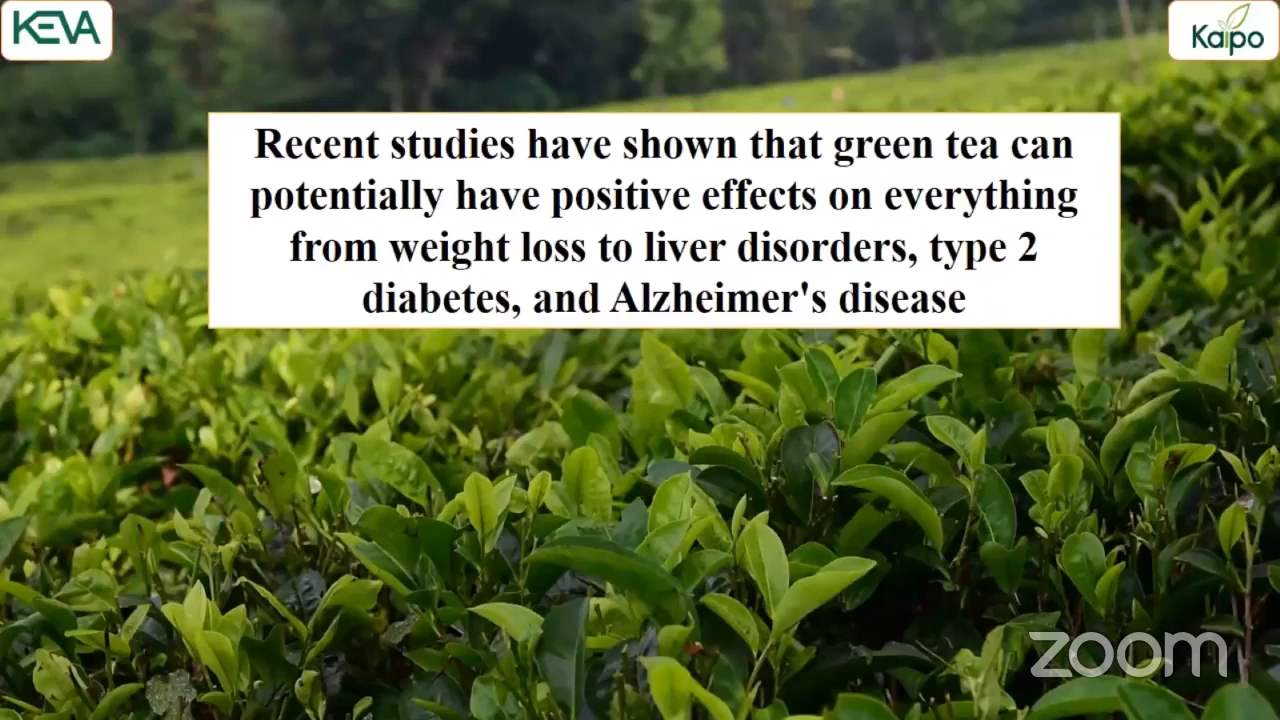 KEVA
Kaipo
Recent studies have shown that green tea can
potentially have positive effects on everything
from weight loss to liver disorders, type 2
diabetes, and Alzheimer's disease
zoom